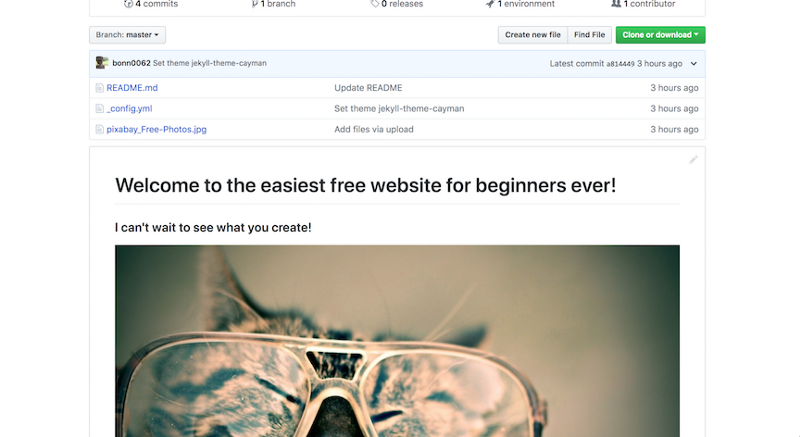 4 commits 1 branch 0 releases 1 environment 1 contributor
Branch: master Create new file Find File Clone or download
bonn0062 Set theme jekyll-theme-cayman Latest commit a814449 3 hours ago
README.md Update README 3 hours ago
_config.yml Set theme jekyll-theme-cayman 3 hours ago
pixabay_Free-Photos.jpg Add files via upload 3 hours ago
Welcome to the easiest free website for beginners ever!
I can't wait to see what you create!